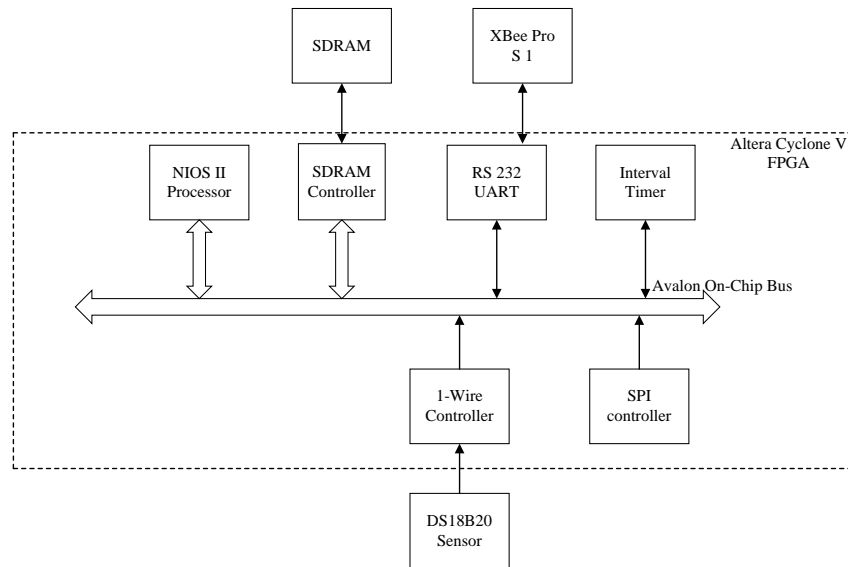 SDRAM
XBee Pro
S 1
Altera Cyclone V
FPGA
NIOS II
Processor
SDRAM
Controller
RS 232
UART
Interval
Timer
Avalon On-Chip Bus
1-Wire
Controller
SPI
controller
DS18B20
Sensor